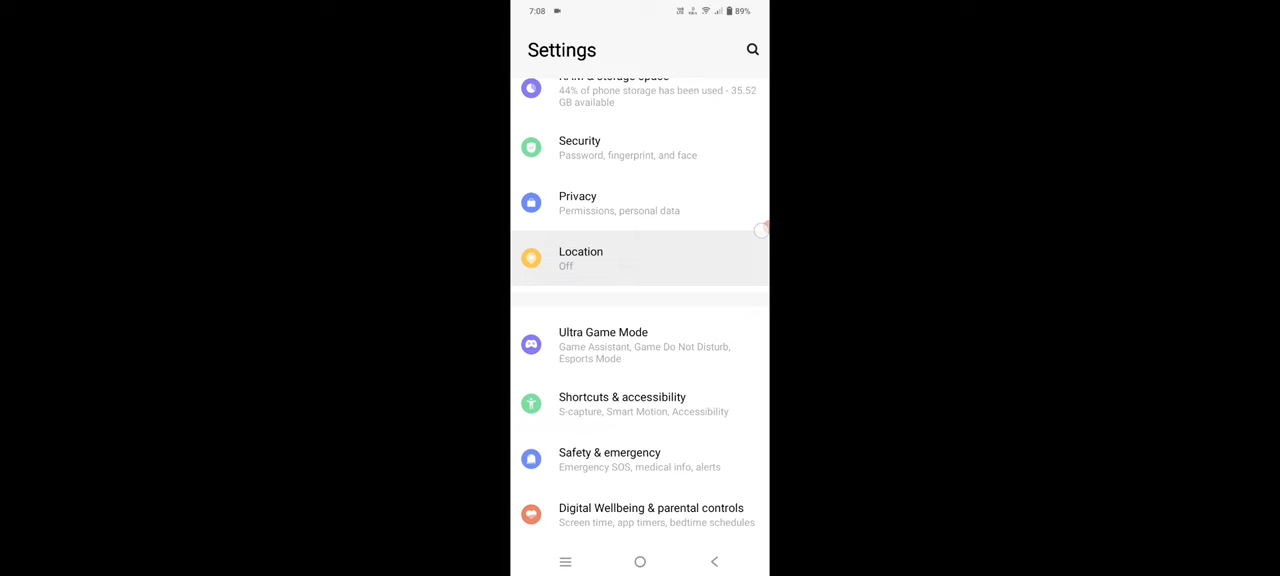 7:08
89%
Settings
RAM & storage space
44% of phone storage has been used - 35.52
GB available
Security
Password, fingerprint, and face
Privacy
Permissions, personal data
Location
Off
Ultra Game Mode
Game Assistant, Game Do Not Disturb,
Esports Mode
Shortcuts & accessibility
S-capture, Smart Motion, Accessibility
Safety & emergency
Emergency SOS, medical info, alerts
Digital Wellbeing & parental controls
Screen time, app timers, bedtime schedules